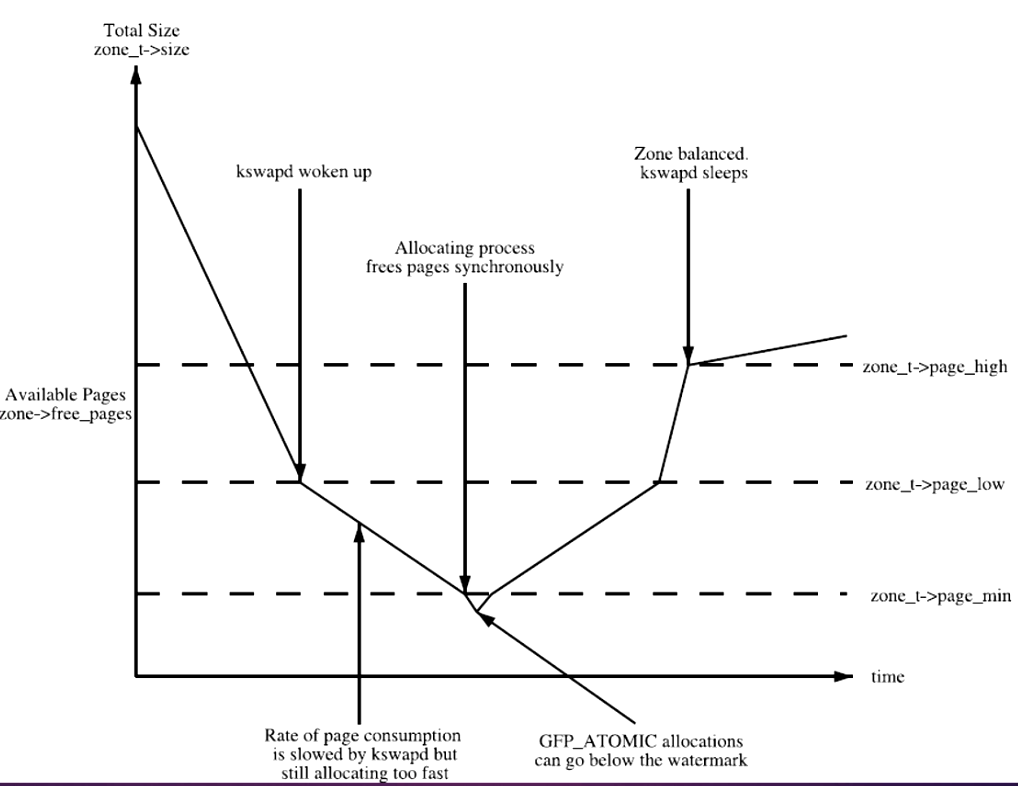 Total Size
zone_t->size
kswapd woken up
Zone balanced.
kswapd sleeps
Allocating process
frees pages synchronously
zone_t->page_high
Available Pages
zone->free_pages
zone_t->page_low
zone_t->page_min
time
Rate of page consumption
is slowed by kswapd but
still allocating too fast
GFP_ATOMIC allocations
can go below the watermark